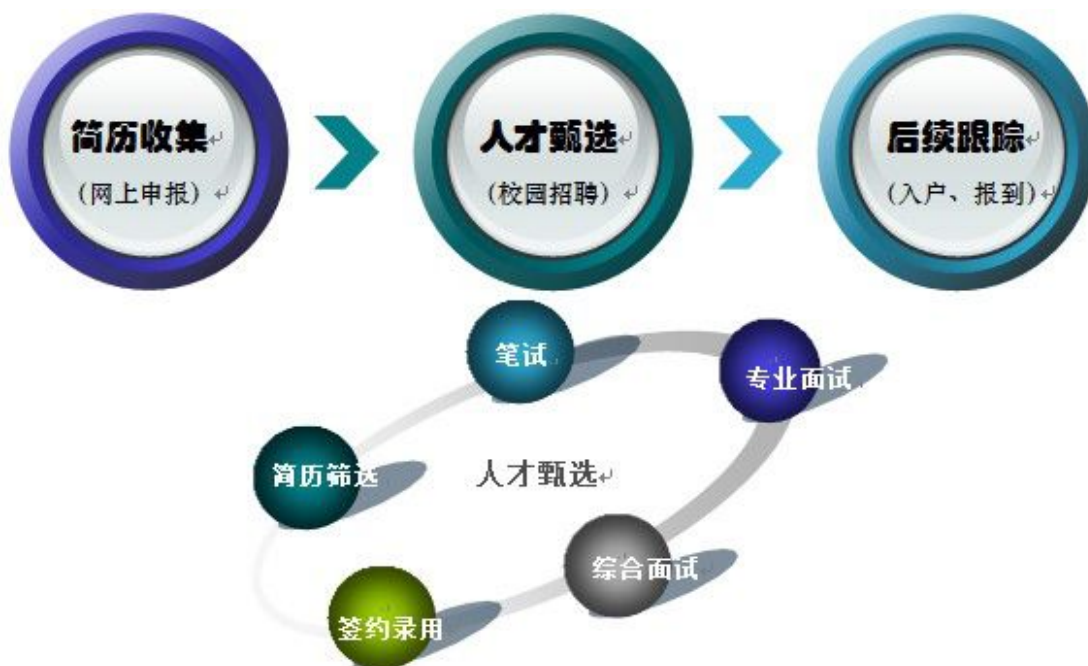 简历收集
（网上申报）
人才甄选
（校园招聘）
后续跟踪
（入户、报到）
笔试
专业面试
简历筛选
人才甄选
综合面试
签约录用